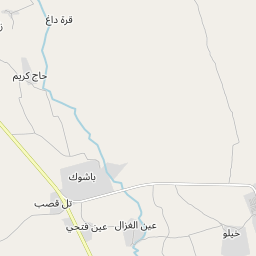 قرة داغ
ز
حاج كريم
باشوك
تل قصب
عين الغزال
عين فتحي
خيلو